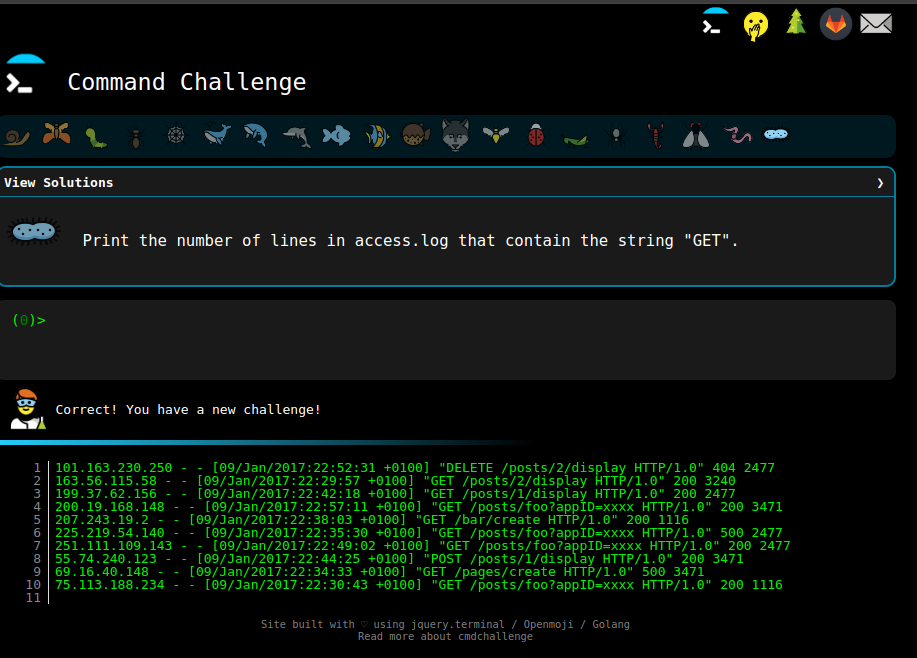 Command Challenge
View Solutions ❯
Print the number of lines in access.log that contain the string "GET".
(0)>
Correct! You have a new challenge!
1 101.163.230.250 - - [09/Jan/2017:22:52:31 +0100] "DELETE /posts/2/display HTTP/1.0" 404 2477
2 163.56.115.58 - - [09/Jan/2017:22:29:57 +0100] "GET /posts/2/display HTTP/1.0" 200 3240
3 199.37.62.156 - - [09/Jan/2017:22:42:18 +0100] "GET /posts/1/display HTTP/1.0" 200 2477
4 200.19.168.148 - - [09/Jan/2017:22:57:11 +0100] "GET /posts/foo?appID=xxxx HTTP/1.0" 200 3471
5 207.243.19.2 - - [09/Jan/2017:22:38:03 +0100] "GET /bar/create HTTP/1.0" 200 1116
6 225.219.54.140 - - [09/Jan/2017:22:35:30 +0100] "GET /posts/foo?appID=xxxx HTTP/1.0" 500 2477
7 251.111.109.143 - - [09/Jan/2017:22:49:02 +0100] "GET /posts/foo?appID=xxxx HTTP/1.0" 200 2477
8 55.74.240.123 - - [09/Jan/2017:22:44:25 +0100] "POST /posts/1/display HTTP/1.0" 200 3471
9 69.16.40.148 - - [09/Jan/2017:22:34:33 +0100] "GET /pages/create HTTP/1.0" 500 3471
10 75.113.188.234 - - [09/Jan/2017:22:30:43 +0100] "GET /posts/foo?appID=xxxx HTTP/1.0" 200 1116
11
Site built with ♡ using jquery.terminal / Openmoji / Golang
Read more about cmdchallenge